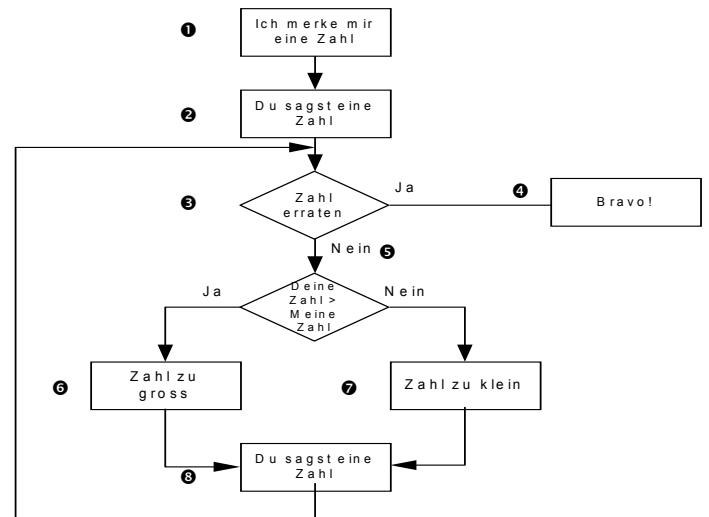 ❶
Ich merke mir
eine Zahl
❷
Du sagst eine
Zahl
❸
Zahl
erraten
Ja
❹
Bravo!
Nein ❺
Deine
Zahl >
Meine
Zahl
Ja
Nein
❻
Zahl zu
gross
❼
Zahl zu klein
❽
Du sagst eine
Zahl